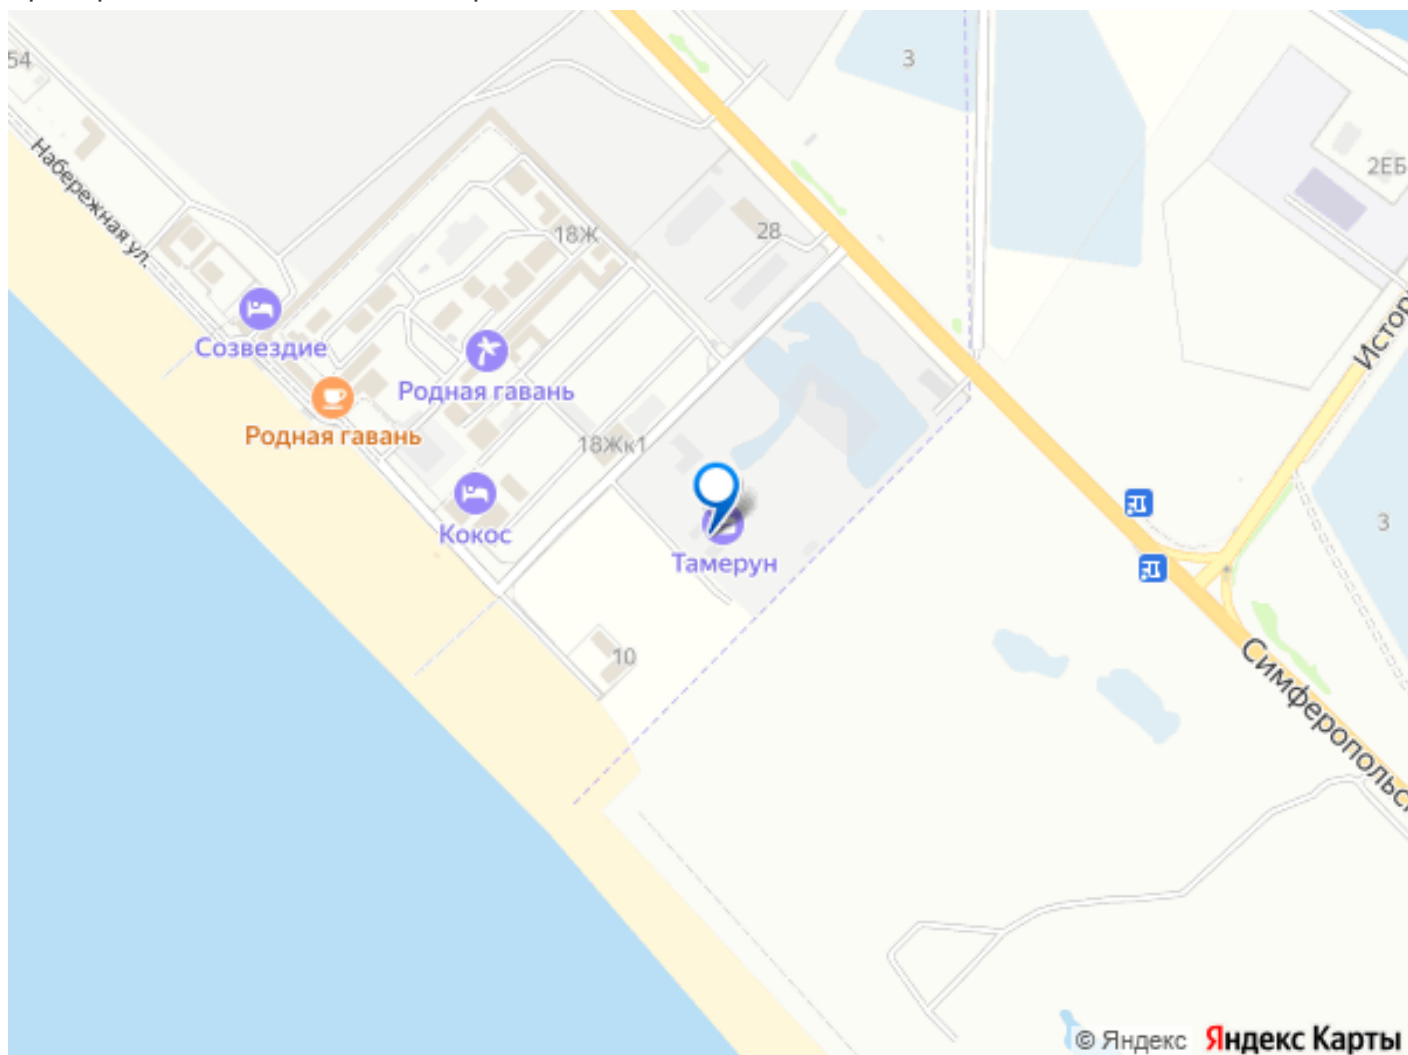 54
3
2ЕБ
Набережная ул.
18Ж
28
Созвездие
Родная гавань
Родная гавань
18Жк1
Кокос
Тамерун
10
3
Симферопольс
© Яндекс Яндекс Карты